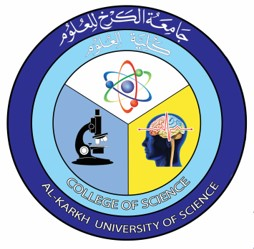 جامعة الكرخ للعلوم
كلية العلوم
COLLEGE OF SCIENCE
AL-KARKH UNIVERSITY OF SCIENCE